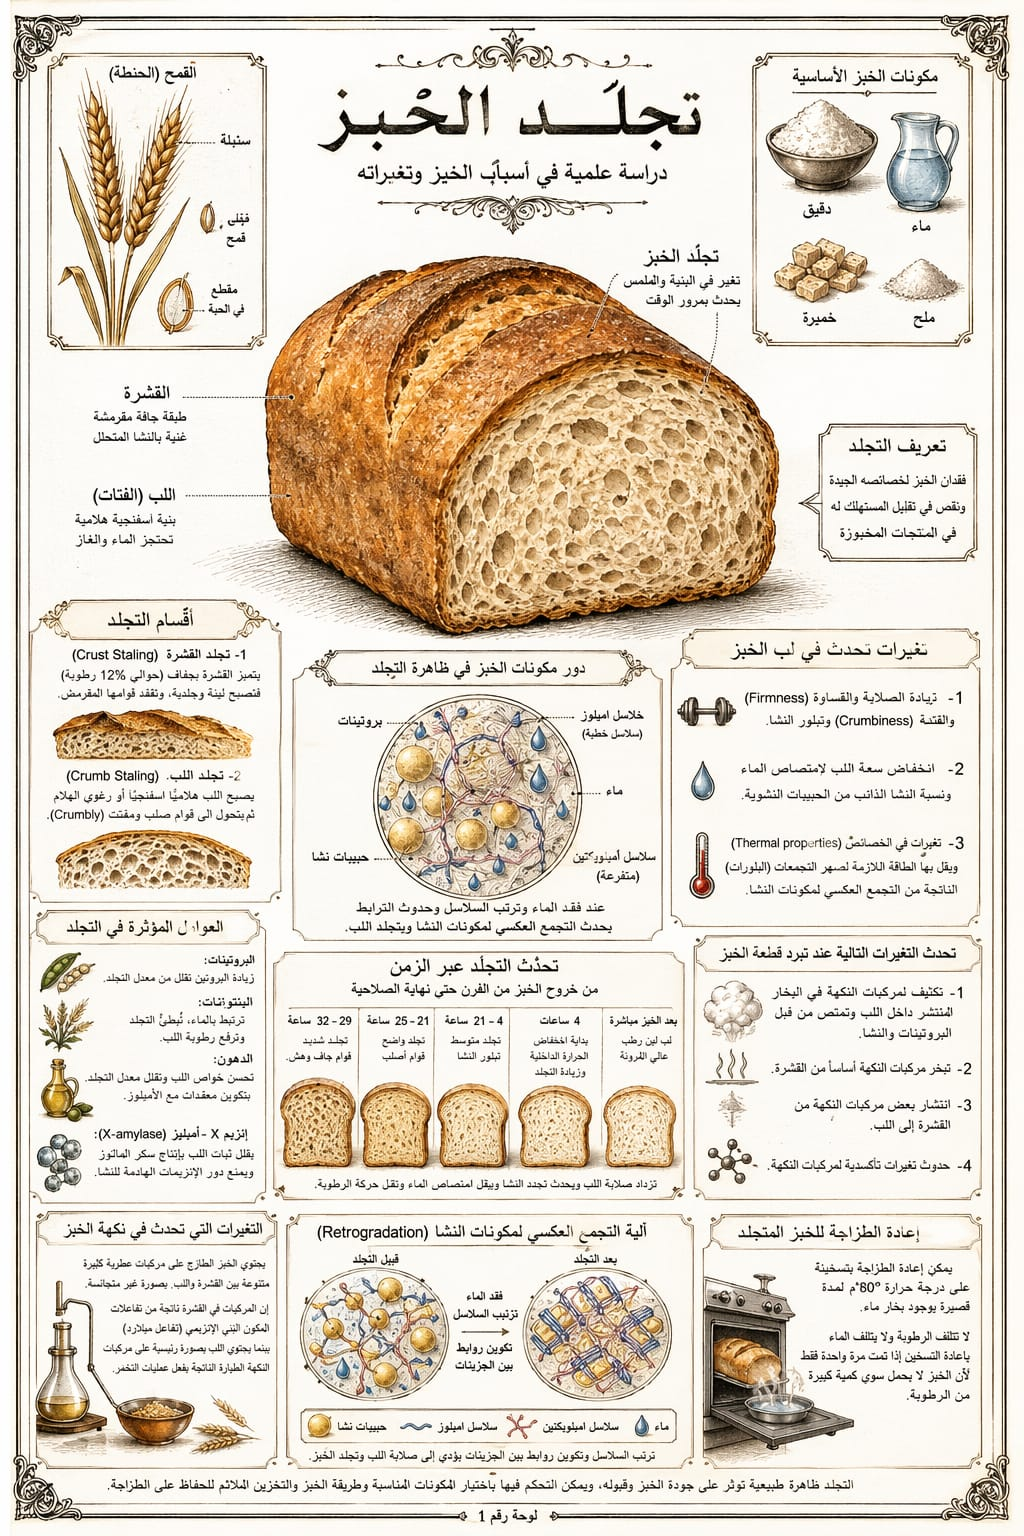 تجلّد الخْبز
دراسة علمية في أسباب الخيز وتغيراته
القمح (الحنطة)
سنبلة
قمح
مقطع
في الحبة
مكونات الخبز الأساسية
دقيق
ماء
خميرة
ملح
تجلّد الخبز
تغير في البنية والملمس
يحدث بمرور الوقت
القشرة
طبقة جافة مقرمشة
غنية بالنشا المتحلل
اللب (الفتات)
بنية اسفنجية هلامية
تحتجز الماء والغاز
تعريف التجلد
فقدان الخبز لخصائصه الجيدة
ونقص في تقليل المستهلك له
في المنتجات المخبوزة
أقسام التجلد
1- تجلد القشرة (Crust Staling)
يتميز القشرة بجفاف (حوالي 12% رطوبة)
فتصبح لينة وجلدية، وتفقد قوامها المقرمض.
2- تجلد اللب. (Crumb Staling)
يصبح اللب هلاميًا اسفنجيًا أو رغوي الهلام
ثم يتحول الى قوام صلب ومفتت (Crumbly).
دور مكونات الخبز في ظاهرة التجلد
بروتينات
خلاسل اميلوز
(سلاسل خطية)
ماء
حبيبات نشا
سلاسل أميلوبكتين
(متفرعة)
عند فقد الماء وترتب السلاسل وحدوث الترابط
يحدث التجمع العكسي لمكونات النشا ويتجلد اللب.
تغيرات تحدث في لب الخبز
1- زيادة الصلابة والقساوة (Firmness)
(Crumbiness) وتبلور النشا.
2- انخفاض سعة اللب لإمتصاص الماء
ونسبة النشا الذائب من الحبيبات النشوية.
3- تغيرات في الخصائص (Thermal properties)
ويقل بها الطاقة اللازمة لصهر التجمعات (البلورات)
الناتجة من التجمع العكسي لمكونات النشا.
العوامل المؤثرة في التجلد
البروتينات:
زيادة البروتين تقلل من معدل التجلد.
ترتبط بالماء، تُبطئ التجلد
وترفع رطوبة اللب.
الدهون:
تحسن خواص اللب وتقلل معدل التجلد.
بتكوين معقدات مع الأميلوز.
إنزيم X - أميليز (X-amylase):
يقلل ثبات اللب بإنتاج سكر المالتوز
ويمنع دور الإنزيمات الهادمة للنشا.
تحدُث التجلّد عبر الزمن
من خروج الخبز من الفرن حتي نهاية الصلاحية
بعد الخبز مباشرة
لب لين رطب
عالي المرونة
4 ساعات
بداية اخفضاض
الحرارة الداخلية
وزيادة التجلد
4 – 21 ساعة
تجلد متوسط
تبلور النشا
21 – 25 ساعة
تجلد واضح
قوام أصلب
29 – 32 ساعة
تجلد شديد
قوام جاف وهش.
تزداد صلابة اللب ويحدث تجدد النشا ويقل امتصاص الماء وتقل حركة الرطوبة.
تحدث التغيرات التالية عند تبرد قطعة الخبز
1- تكثيف لمركبات النكهة في البخار
المنتشر داخل اللب وتمتص من قبل
البروتينات والنشا.
2- تبخر مركبات النكهة أساساً من القشرة.
3- انتشار بعض مركبات النكهة من
القشرة إلى اللب.
4- حدوث تغيرات تأكسدية لمركبات النكهة.
التغيرات التي تحدث في نكهة الخبز
يحتوي الخبز الطازج على مركبات عطرية كثيرة
متنوعة بين القشرة واللب. بصورة غير متجانسة.
إن المركبات في القشرة ناتجة من تفاعلات
المكون البُني الإنزيمي (تفاعل ميلارد)
بينما يحتوي اللب بصورة رئيسية على مركبات
النكهة الطيارة الناتجة بفعل عمليات التخمر.
آلية التجمع العكسي لمكونات النشا (Retrogradation)
قبيل التجلد
بعد التجلد
فقد الماء
تزتيب السلاسل
تكوين روابط
بين الجزيئات
حبيبات نشا
سلاسل اميلوز
سلاسل اميلوبكتين
ماء
ترتب السلاسل وتكوين روابط بين الجزيئات يؤدي إلى صلابة اللب وتجلد الخُبز.
إعادة الطزاجة للخبز المتجلد
يمكن إعادة الطزاجة بتسخينة
على درجة حرارة 80°م لمدة
قصيرة بوجود بخار ماء.
لا تتلف الرطوبة ولا يتلف الماء
باعادة التسخين إذا تمت مرة واحدة فقط
لأن الخبز لا يحمل سوي كمية كبيرة
من الرطوبة.
التجلد ظاهرة طبيعية توثر على جودة الخبز وقبوله، ويمكن التحكم فيها باختيار المكونات المناسبة وطريقة الخبز والتخزين الملائم للحفاظ على الطزاجة.
لوحة رقم 1